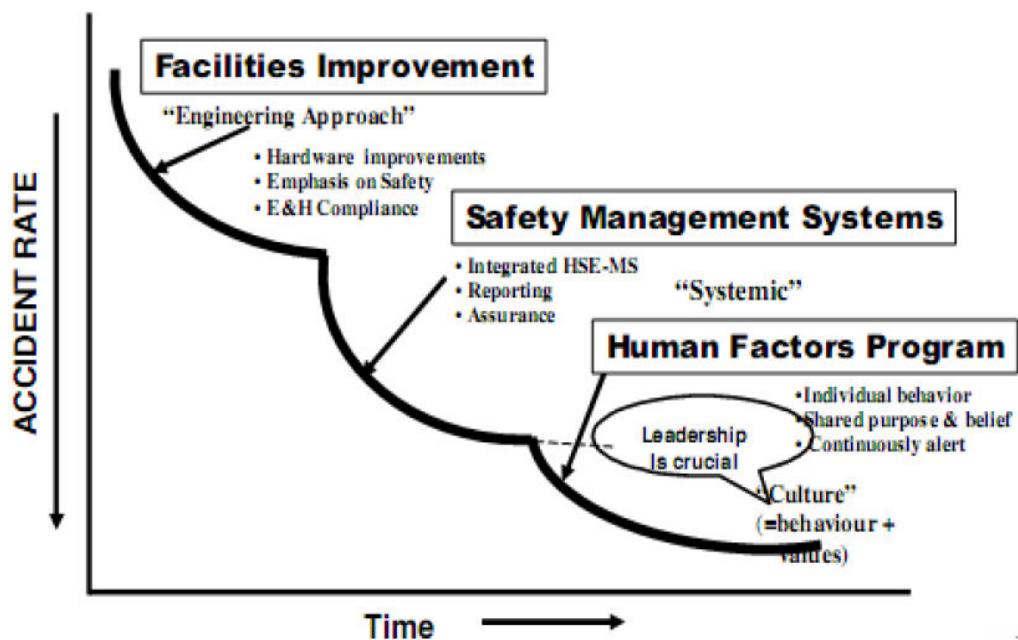 Facilities Improvement
“Engineering Approach”
• Hardware improvements
• Emphasis on Safety
• E&H Compliance
ACCIDENT RATE
Safety Management Systems
• Integrated HSE-MS
• Reporting
• Assurance
“Systemic”
Human Factors Program
•Individual behavior
•Shared purpose & belief
•Continuously alert
Leadership
Is crucial
“Culture”
(=behaviour +
values)
Time